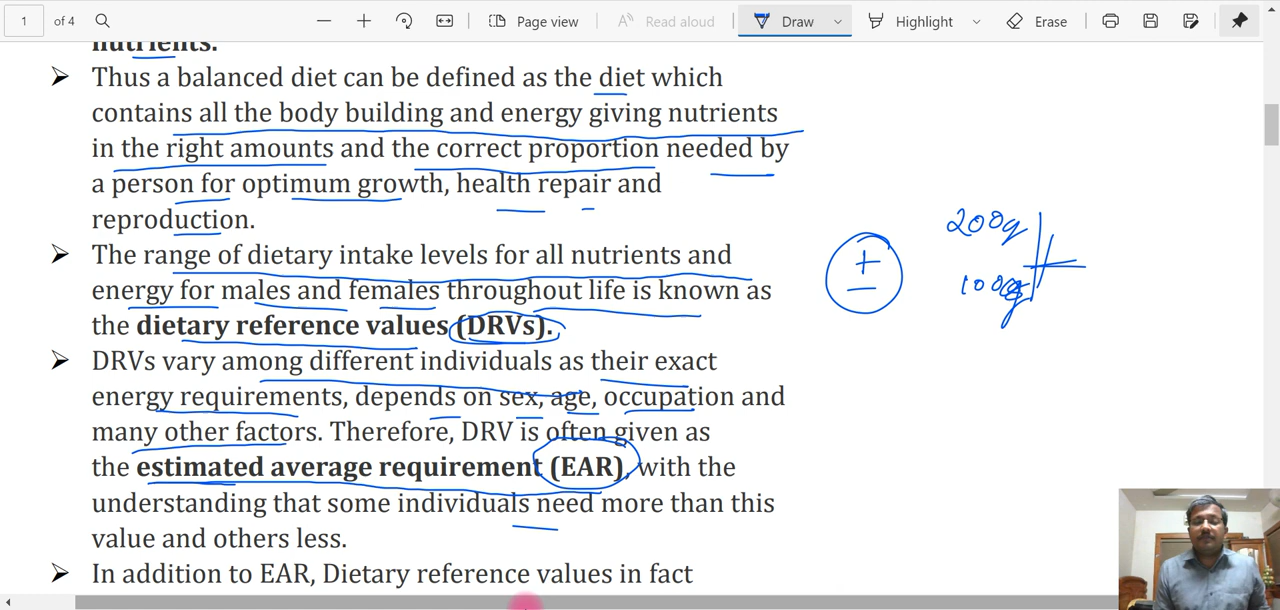 1 of 4 Page view Read aloud Draw Highlight Erase
nutrients.
➤ Thus a balanced diet can be defined as the diet which
contains all the body building and energy giving nutrients
in the right amounts and the correct proportion needed by
a person for optimum growth, health repair and
reproduction.
➤ The range of dietary intake levels for all nutrients and
energy for males and females throughout life is known as
the dietary reference values (DRVs).
➤ DRVs vary among different individuals as their exact
energy requirements, depends on sex, age, occupation and
many other factors. Therefore, DRV is often given as
the estimated average requirement (EAR), with the
understanding that some individuals need more than this
value and others less.
➤ In addition to EAR, Dietary reference values in fact
200g
+
−